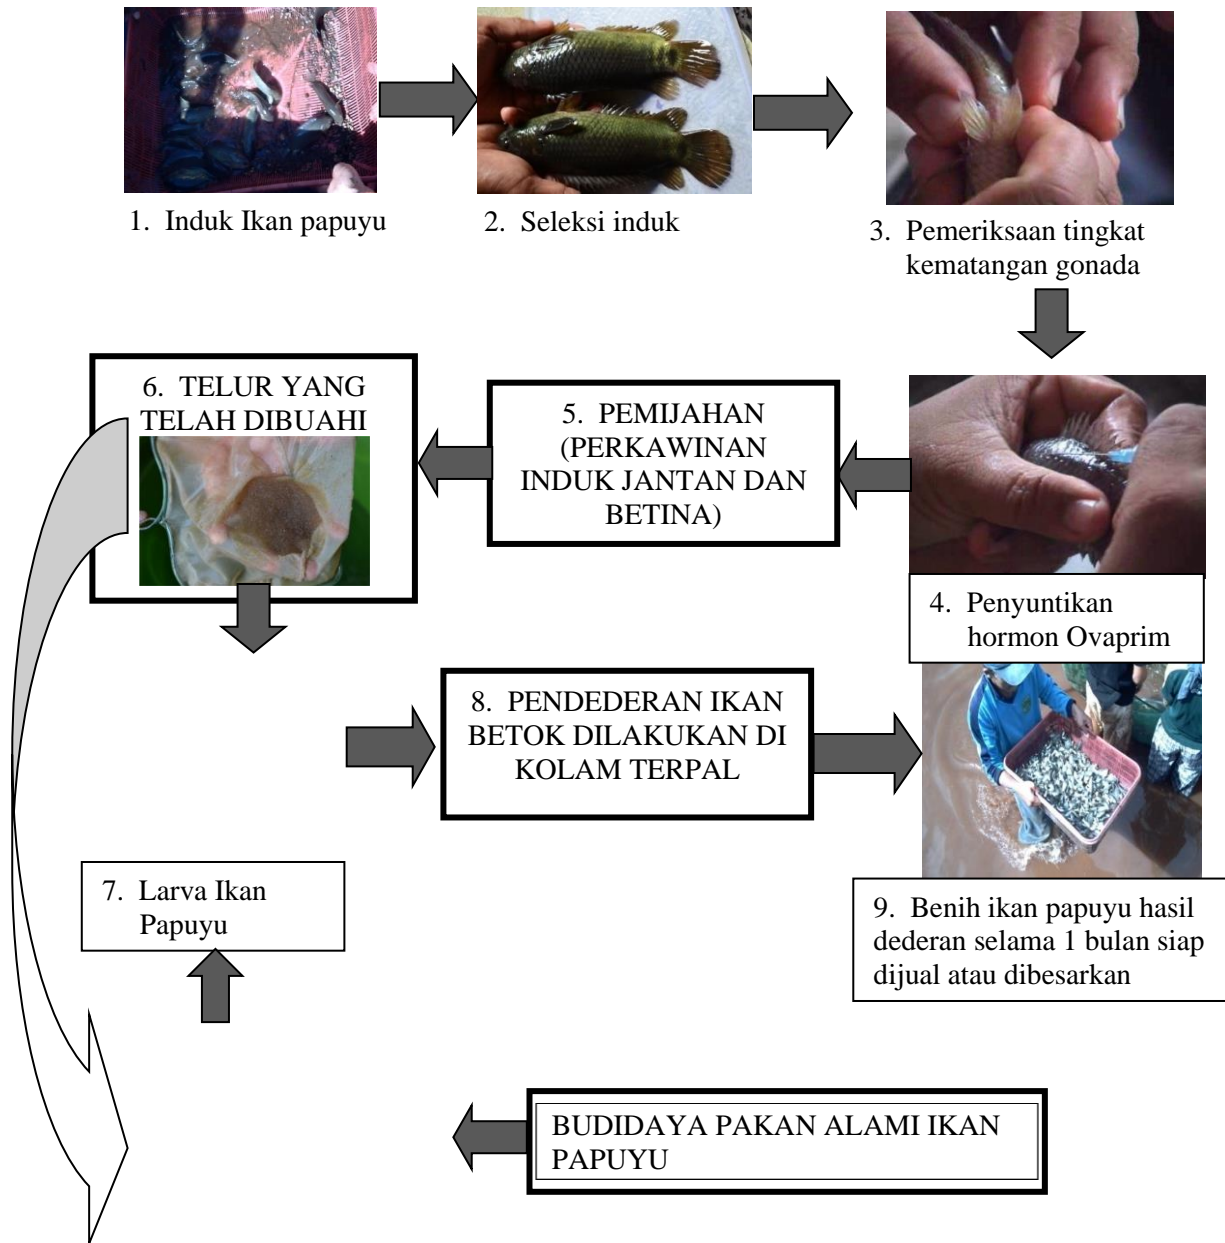 1. Induk Ikan papuyu
2. Seleksi induk
3. Pemeriksaan tingkat
kematangan gonada
4. Penyuntikan
hormon Ovaprim
5. PEMIJAHAN
(PERKAWINAN
INDUK JANTAN DAN
BETINA)
6. TELUR YANG
TELAH DIBUAHI
7. Larva Ikan
Papuyu
8. PENDEDERAN IKAN
BETOK DILAKUKAN DI
KOLAM TERPAL
9. Benih ikan papuyu hasil
dederan selama 1 bulan siap
dijual atau dibesarkan
BUDIDAYA PAKAN ALAMI IKAN
PAPUYU